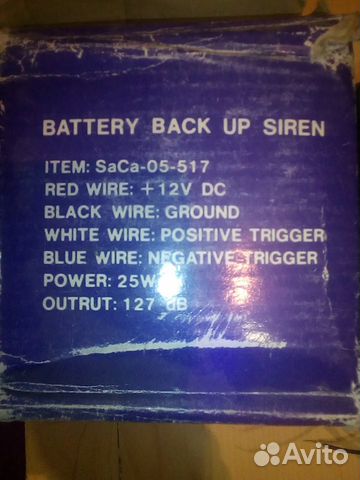 BATTERY BACK UP SIREN
ITEM: SaCa-05-517
RED WIRE: +12V DC
BLACK WIRE: GROUND
WHITE WIRE: POSITIVE TRIGGER
BLUE WIRE: NEGATIVE TRIGGER
POWER: 25W
OUTRUT: 127 dB
Avito